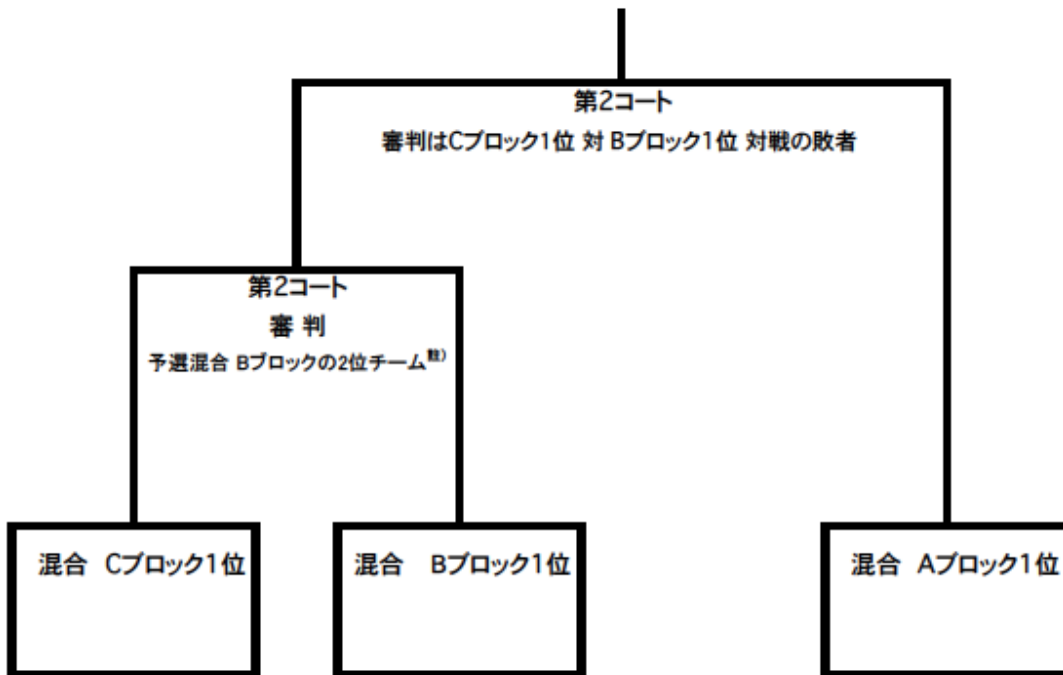 第2コート
審判はCブロック1位 対 Bブロック1位 対戦の敗者
第2コート
審 判
予選混合 Bブロックの2位チーム註)
混合 Cブロック1位
混合 Bブロック1位
混合 Aブロック1位